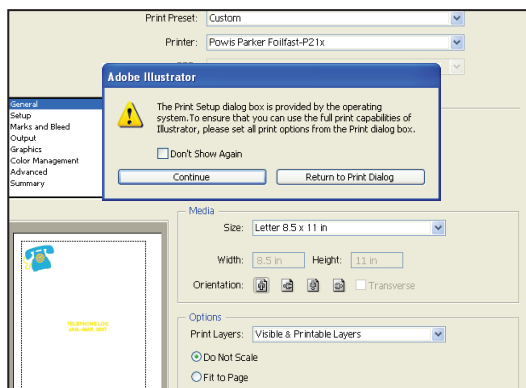 Print Preset: Custom
Printer: Powis Parker Foilfast-P21x
Adobe Illustrator
The Print Setup dialog box is provided by the operating
system.To ensure that you can use the full print capabilities of
Illustrator, please set all print options from the Print dialog box.
Don't Show Again
Continue Return to Print Dialog
General
Setup
Marks and Bleed
Output
Graphics
Color Management
Advanced
Summary
Media
Size: Letter 8.5 x 11 in
Width: 8.5 in Height: 11 in
Orientation: Transverse
TELEPHONE LOG
JAN.-MAR. 2007
Options
Print Layers: Visible & Printable Layers
Do Not Scale
Fit to Page